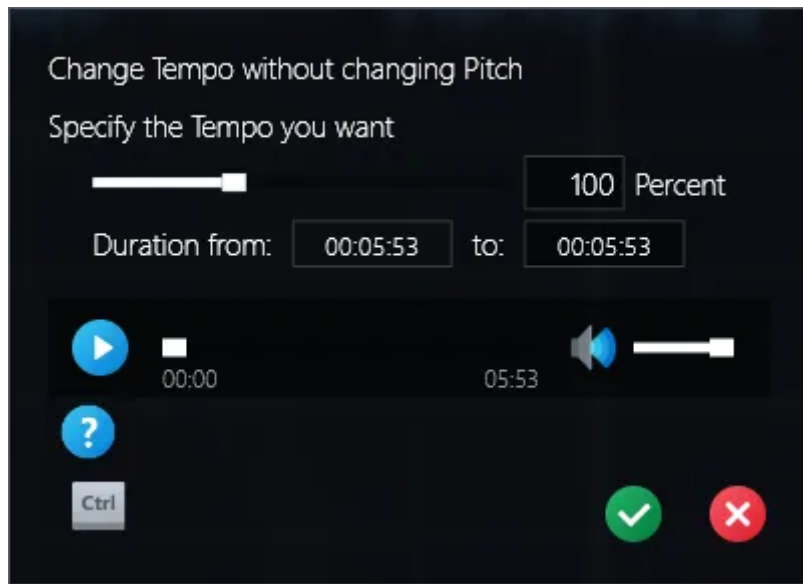 Change Tempo without changing Pitch
Specify the Tempo you want
100 Percent
Duration from: 00:05:53 to: 00:05:53
00:00 05:53
?
Ctrl